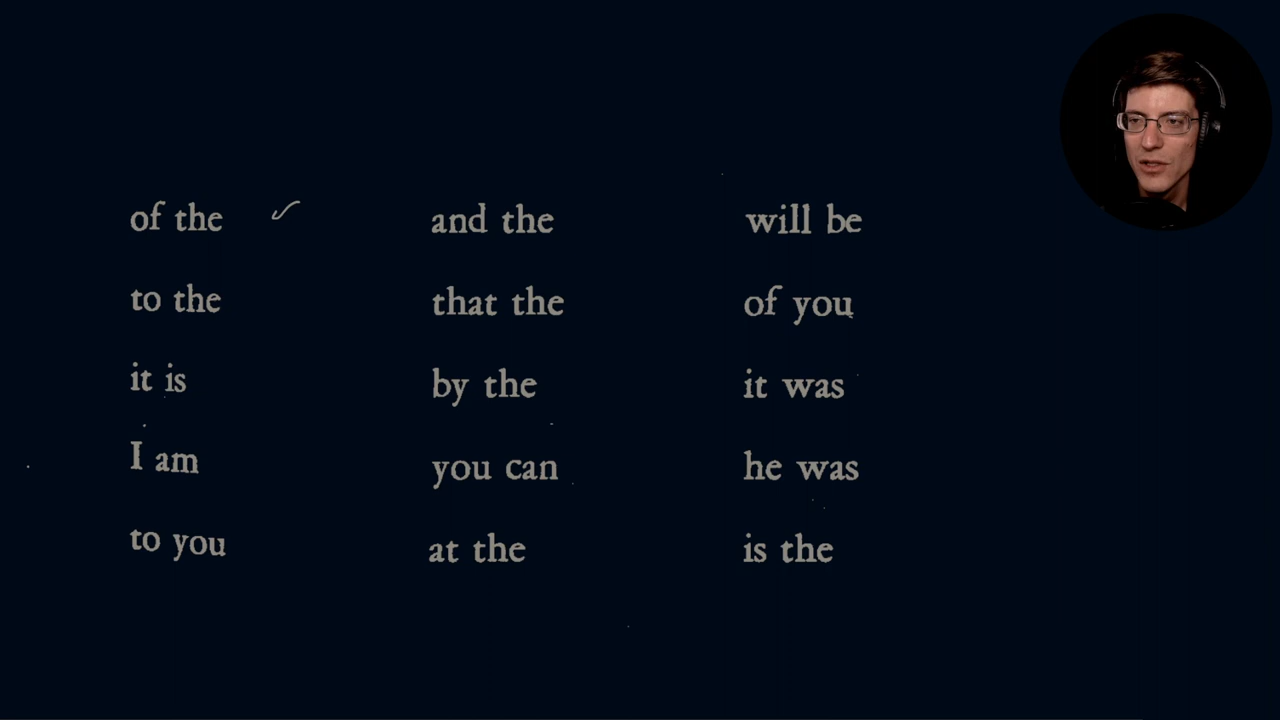 of the
to the
it is
I am
to you
and the
that the
by the
you can
at the
will be
of you
it was
he was
is the